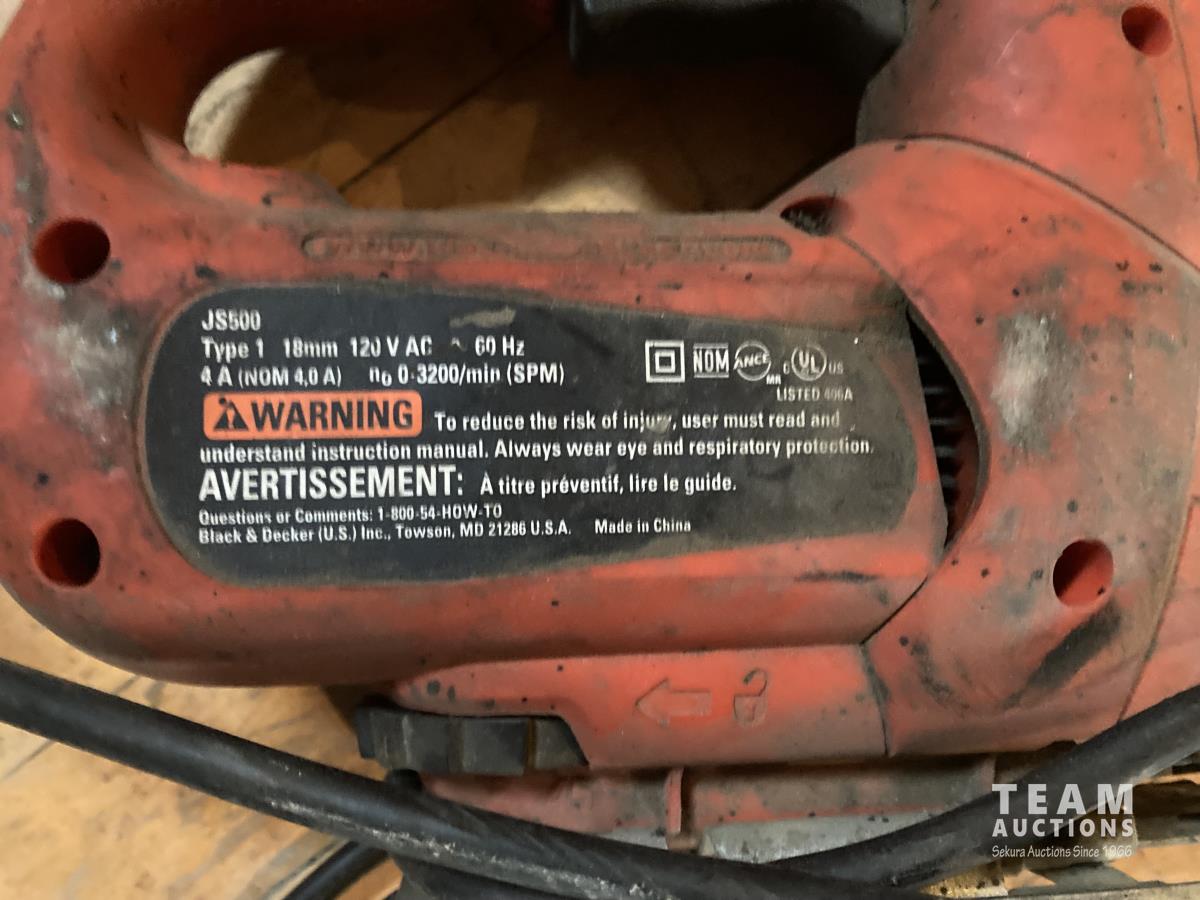 JS500
Type 1 18mm 120 V AC ~ 60 Hz
4 A (NOM 4,0 A) n₀ 0-3200/min (SPM)
NOM ANCE MR C UL US
LISTED 406A
WARNING To reduce the risk of injury, user must read and
understand instruction manual. Always wear eye and respiratory protection.
AVERTISSEMENT: À titre préventif, lire le guide.
Questions or Comments: 1-800-54-HOW-TO
Black & Decker (U.S.) Inc., Towson, MD 21286 U.S.A. Made in China
TEAM
AUCTIONS
Sekura Auctions Since 1966